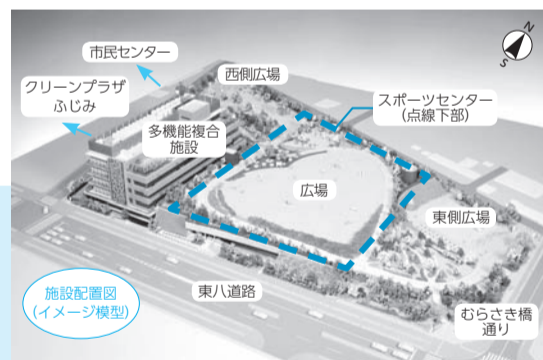 市民センター
クリーンプラザ
ふじみ
西側広場
N
S
スポーツセンター
(点線下部)
多機能複合
施設
広場
東側広場
施設配置図
(イメージ模型)
東八道路
むらさき橋
通り